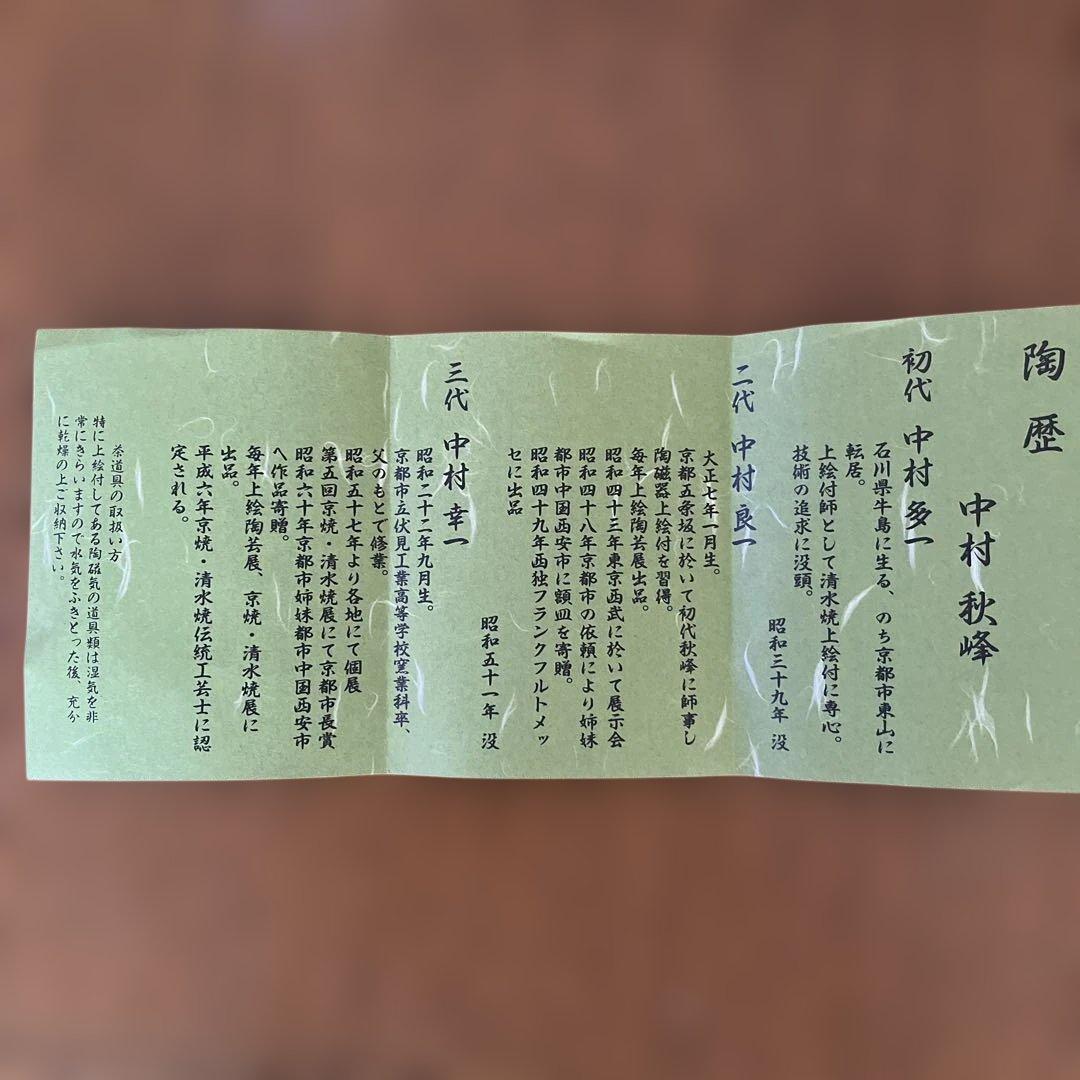 陶歴
中村 秋峰
初代 中村 多一
石川県牛島に生る、のち京都市東山に
転居。
上絵付師として清水焼上絵付に専心。
技術の追求に没頭。
昭和三十九年 没
二代 中村 良一
大正七年一月生。
京都五条坂に於いて初代秋峰に師事し
陶磁器上絵付を習得。
毎年上絵陶芸展出品。
昭和四十三年東京西武に於いて展示会
昭和四十八年京都市の依頼により姉妹
都市中国西安市に額皿を寄贈。
昭和四十九年西独フランクフルトメッ
セに出品
昭和五十一年 没
三代 中村 幸一
昭和二十二年九月生。
京都市立伏見工業高等学校窯業科卒、
父のもとで修業。
昭和五十七年より各地にて個展
第五回京焼・清水焼展にて京都市長賞
昭和六十年京都市姉妹都市中国西安市
へ作品寄贈。
毎年上絵陶芸展、京焼・清水焼展に
出品。
平成六年京焼・清水焼伝統工芸士に認
定される。
茶道具の取扱い方
特に上絵付してある陶磁気の道具類は湿気を非
常にきらいますので水気をふきとった後、充分
に乾燥の上ご収納下さい。